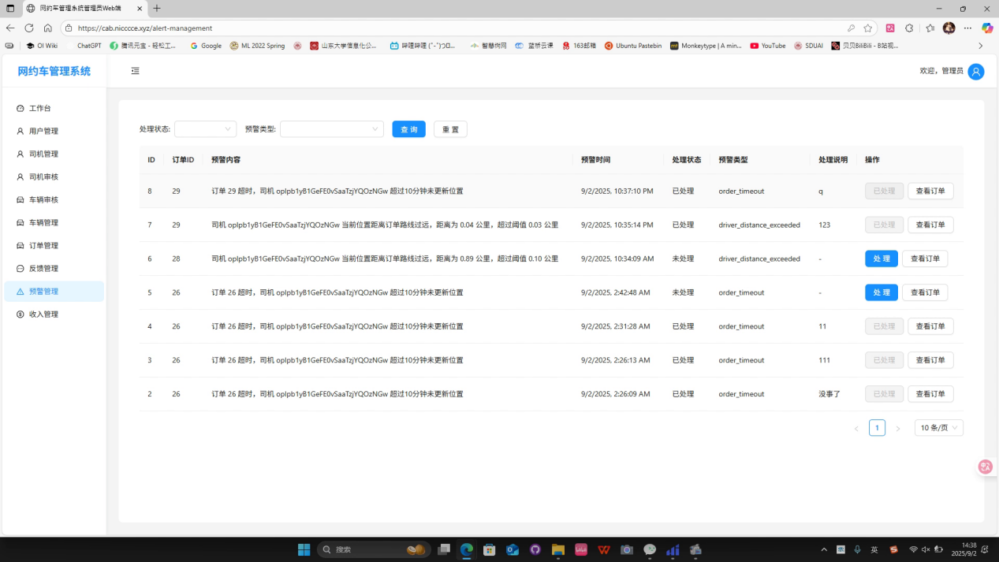 网约车管理系统管理员Web端
https://cab.nicccce.xyz/alert-management
OI Wiki ChatGPT 腾讯元宝 - 轻松工... Google ML 2022 Spring 山东大学信息化公... 哔哩哔哩 (゜-゜)つロ... 智慧树网 蓝桥云课 163邮箱 Ubuntu Pastebin Monkeytype | A min... YouTube SDUAI 贝贝BiliBili - B站视...
网约车管理系统
欢迎，管理员
工作台
用户管理
司机管理
司机审核
车辆审核
车辆管理
订单管理
反馈管理
预警管理
收入管理
处理状态: 预警类型: 查 询 重 置
ID 订单ID 预警内容 预警时间 处理状态 预警类型 处理说明 操作
8 29 订单 29 超时，司机 opIpb1yB1GeFE0vSaaTzjYQOzNGw 超过10分钟未更新位置 9/2/2025, 10:37:10 PM 已处理 order_timeout q 已处理 查看订单
7 29 司机 opIpb1yB1GeFE0vSaaTzjYQOzNGw 当前位置距离订单路线过远，距离为 0.04 公里，超过阈值 0.03 公里 9/2/2025, 10:35:14 PM 已处理 driver_distance_exceeded 123 已处理 查看订单
6 28 司机 opIpb1yB1GeFE0vSaaTzjYQOzNGw 当前位置距离订单路线过远，距离为 0.89 公里，超过阈值 0.10 公里 9/2/2025, 10:34:09 AM 未处理 driver_distance_exceeded - 处 理 查看订单
5 26 订单 26 超时，司机 opIpb1yB1GeFE0vSaaTzjYQOzNGw 超过10分钟未更新位置 9/2/2025, 2:42:48 AM 未处理 order_timeout - 处 理 查看订单
4 26 订单 26 超时，司机 opIpb1yB1GeFE0vSaaTzjYQOzNGw 超过10分钟未更新位置 9/2/2025, 2:31:28 AM 已处理 order_timeout 11 已处理 查看订单
3 26 订单 26 超时，司机 opIpb1yB1GeFE0vSaaTzjYQOzNGw 超过10分钟未更新位置 9/2/2025, 2:26:13 AM 已处理 order_timeout 111 已处理 查看订单
2 26 订单 26 超时，司机 opIpb1yB1GeFE0vSaaTzjYQOzNGw 超过10分钟未更新位置 9/2/2025, 2:26:09 AM 已处理 order_timeout 没事了 已处理 查看订单
1 10 条/页
搜索
英
14:38
2025/9/2